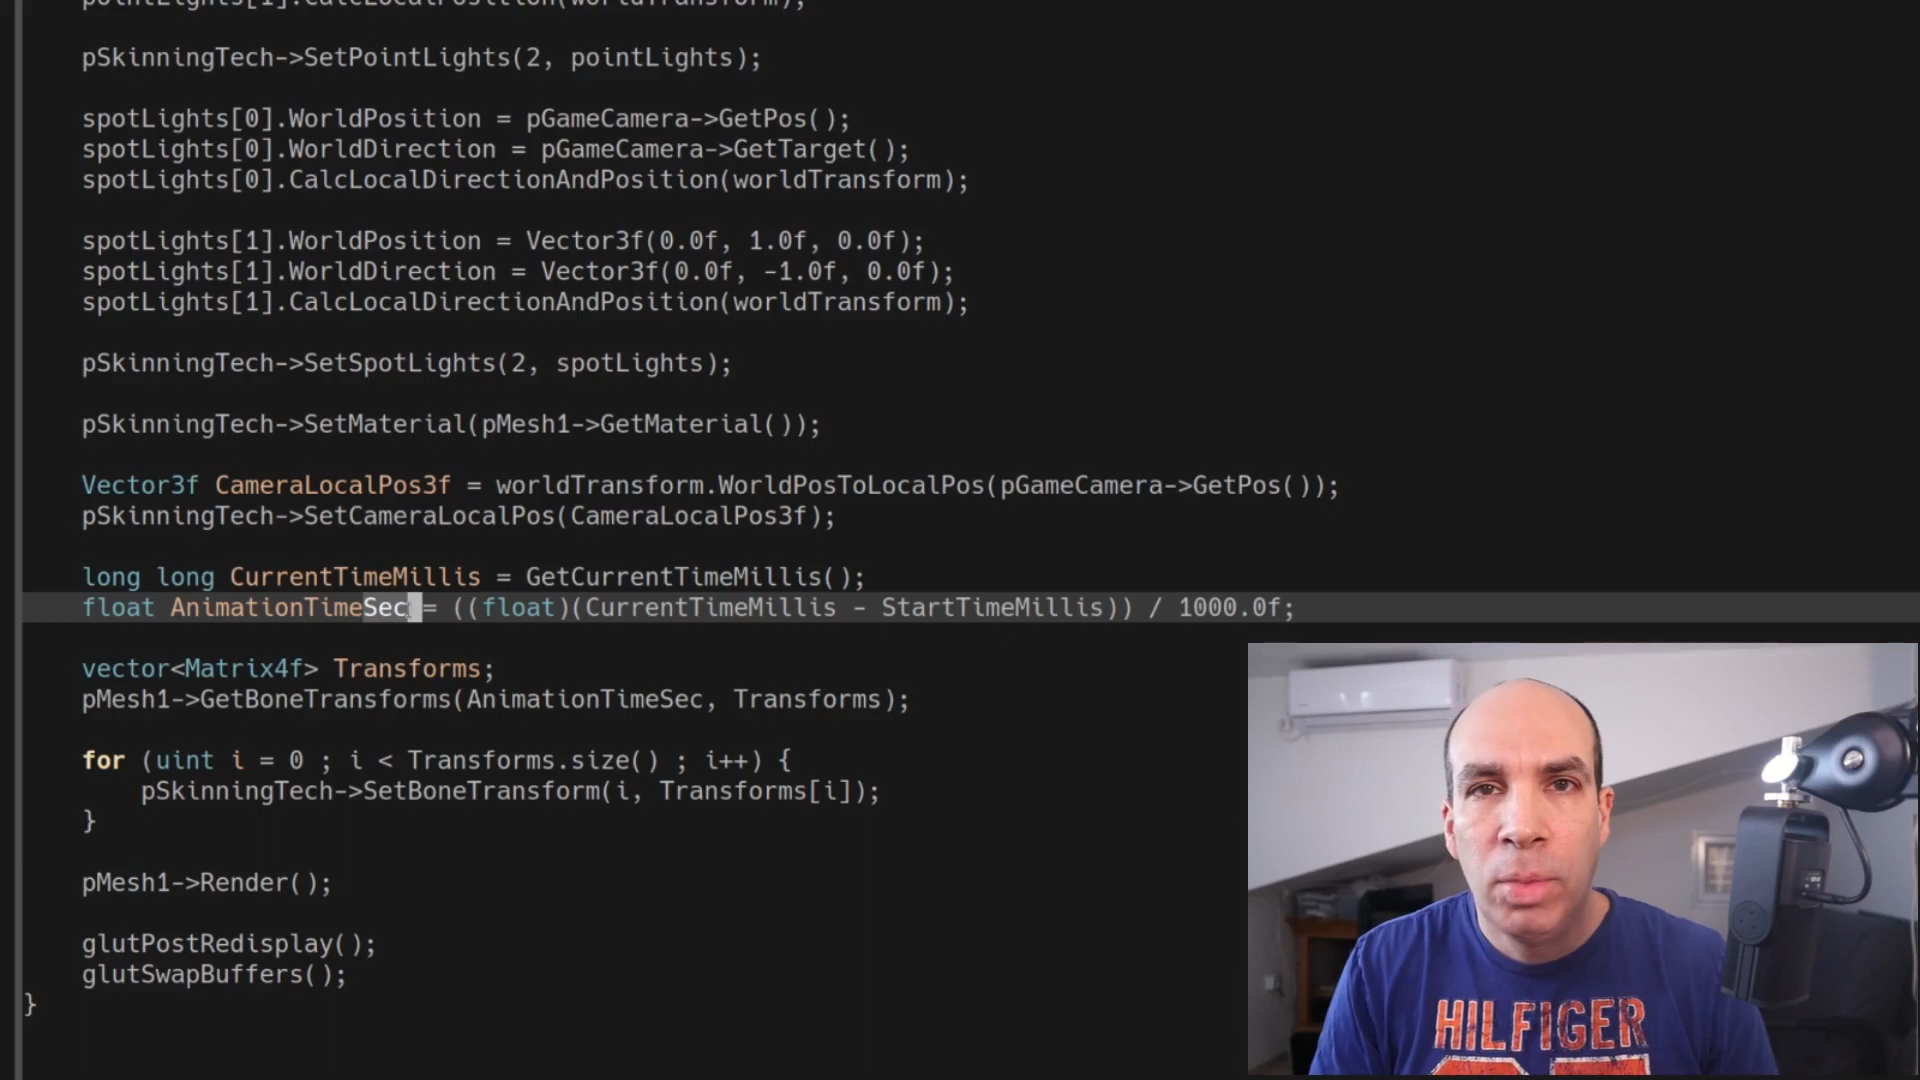 pointLights[1].CalcLocalPosition(worldTransform);
pSkinningTech->SetPointLights(2, pointLights);
spotLights[0].WorldPosition = pGameCamera->GetPos();
spotLights[0].WorldDirection = pGameCamera->GetTarget();
spotLights[0].CalcLocalDirectionAndPosition(worldTransform);
spotLights[1].WorldPosition = Vector3f(0.0f, 1.0f, 0.0f);
spotLights[1].WorldDirection = Vector3f(0.0f, -1.0f, 0.0f);
spotLights[1].CalcLocalDirectionAndPosition(worldTransform);
pSkinningTech->SetSpotLights(2, spotLights);
pSkinningTech->SetMaterial(pMesh1->GetMaterial());
Vector3f CameraLocalPos3f = worldTransform.WorldPosToLocalPos(pGameCamera->GetPos());
pSkinningTech->SetCameraLocalPos(CameraLocalPos3f);
long long CurrentTimeMillis = GetCurrentTimeMillis();
float AnimationTimeSec = ((float)(CurrentTimeMillis - StartTimeMillis)) / 1000.0f;
vector<Matrix4f> Transforms;
pMesh1->GetBoneTransforms(AnimationTimeSec, Transforms);
for (uint i = 0 ; i < Transforms.size() ; i++) {
pSkinningTech->SetBoneTransform(i, Transforms[i]);
}
pMesh1->Render();
glutPostRedisplay();
glutSwapBuffers();
}
HILFIGER